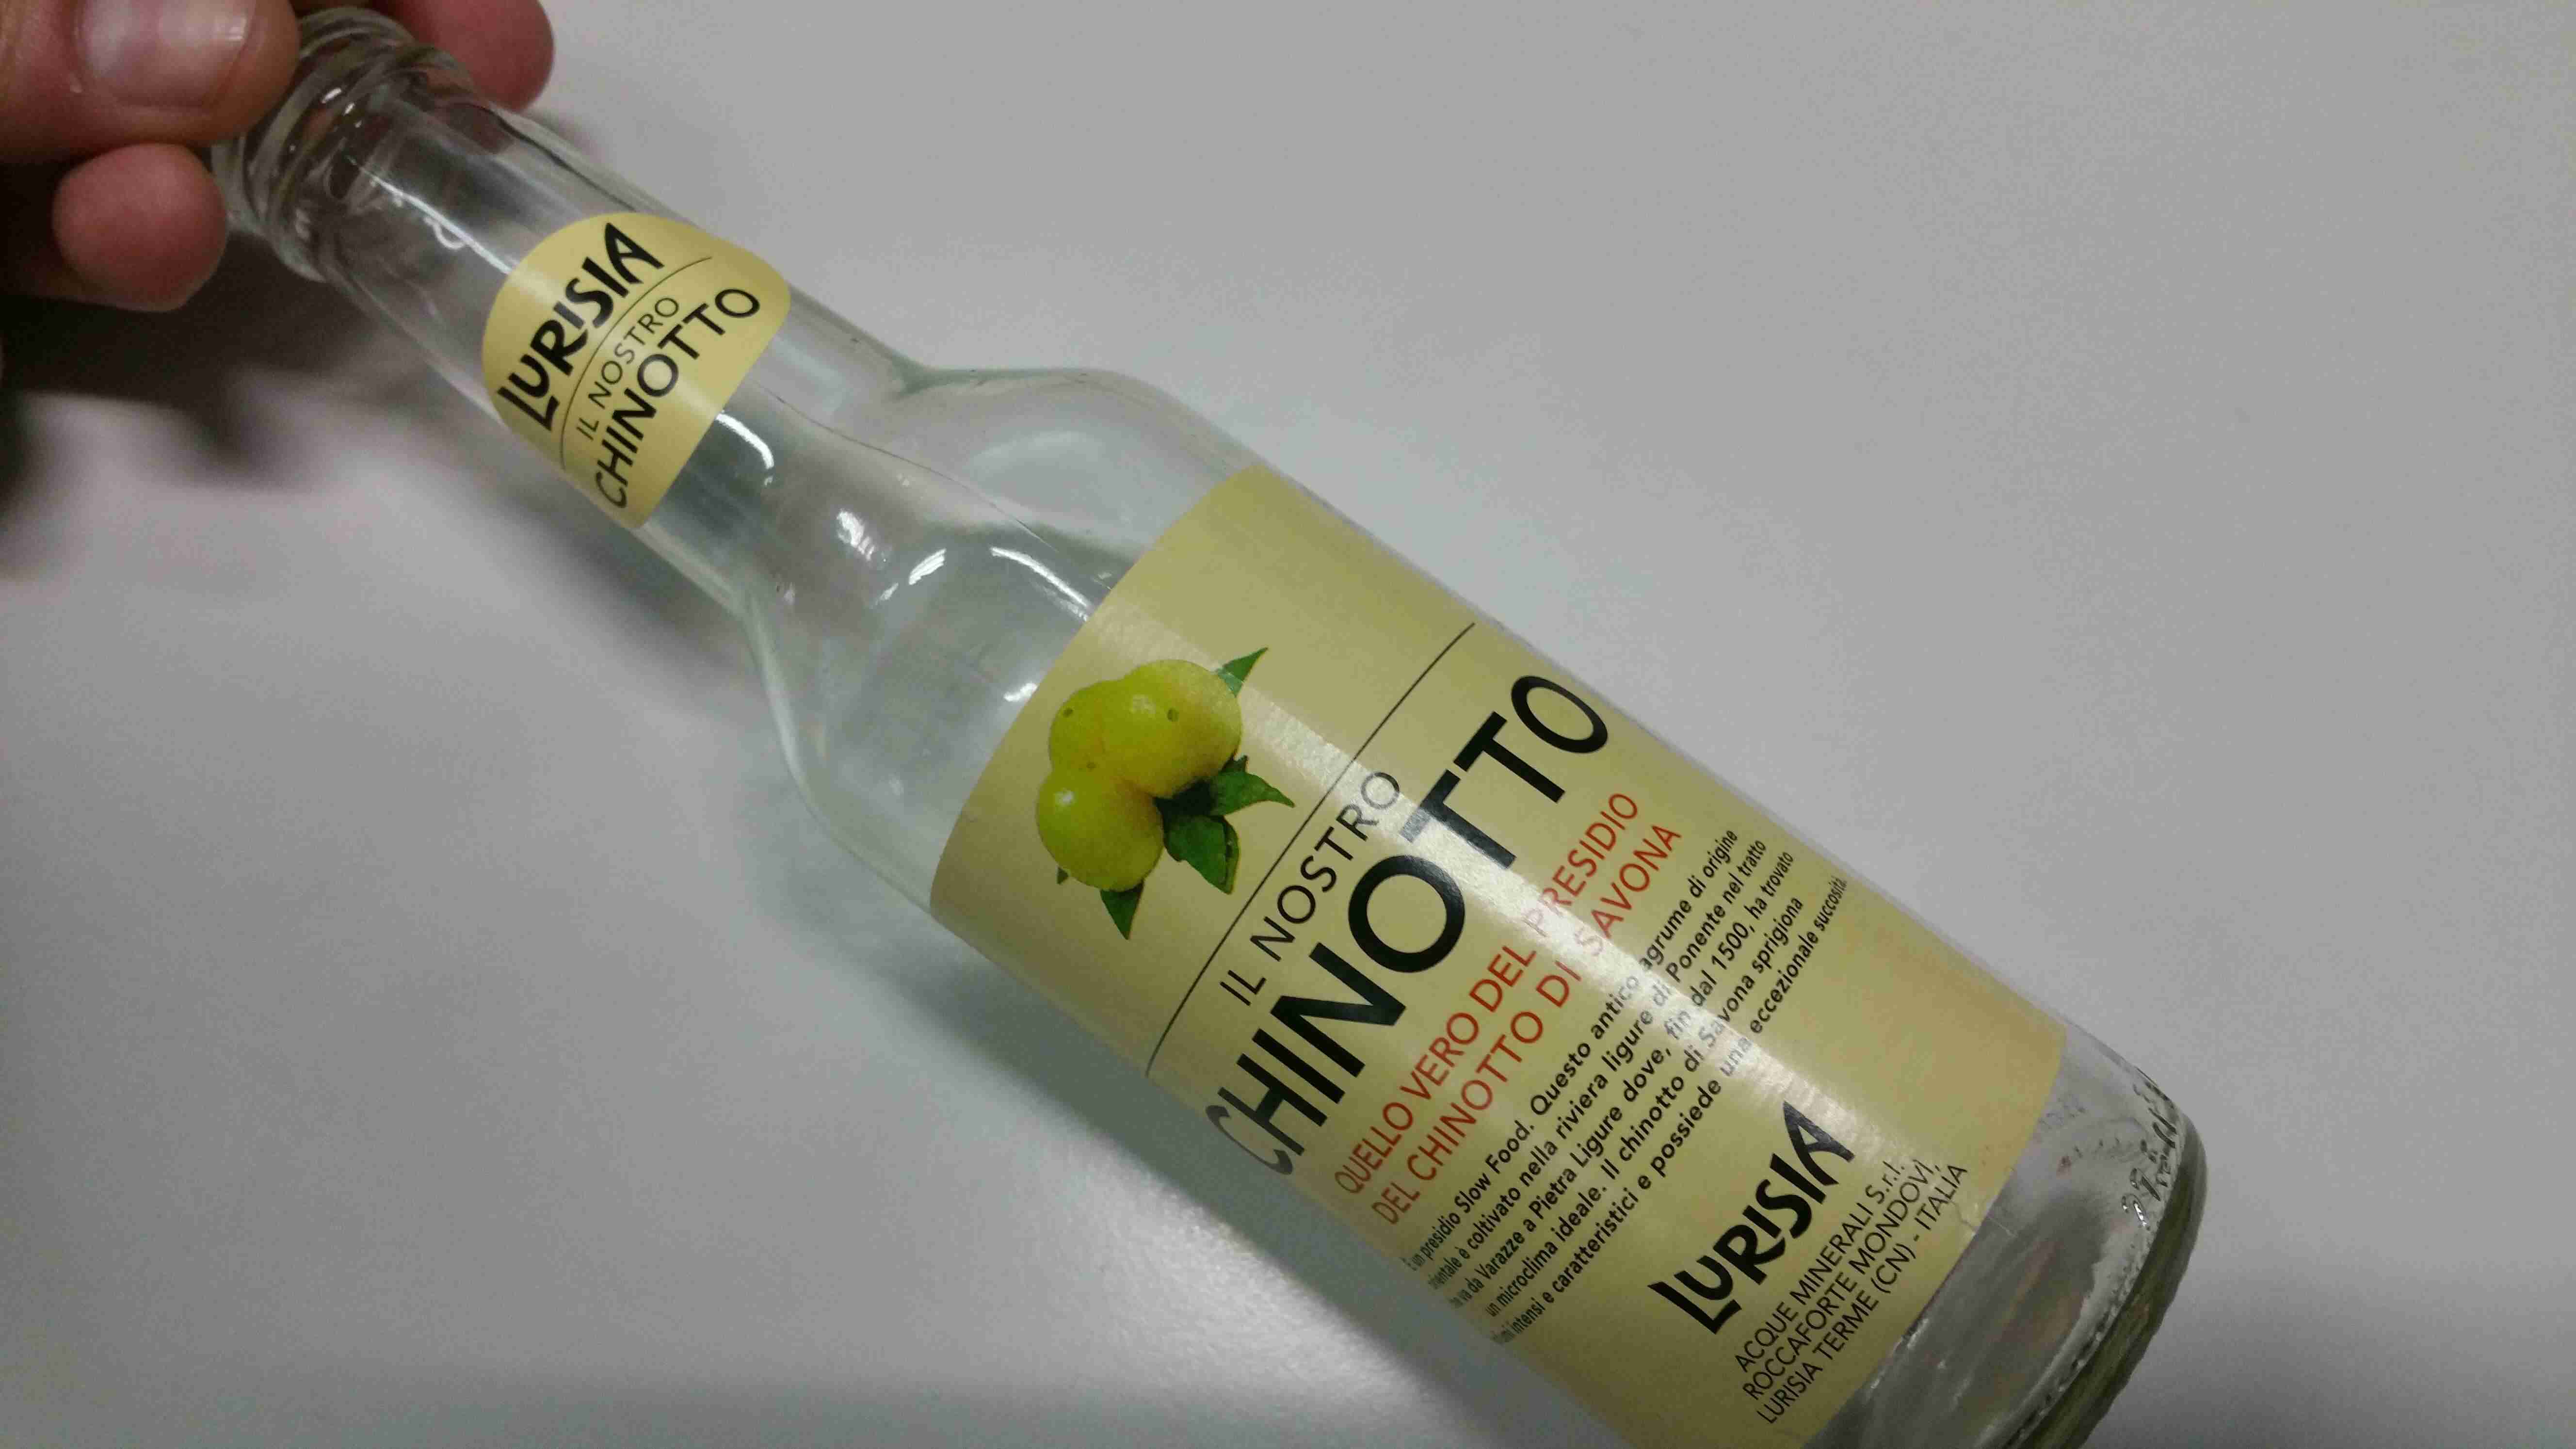 LURISIA
IL NOSTRO
CHINOTTO
IL NOSTRO
CHINOTTO
QUELLO VERO DEL PRESIDIO
DEL CHINOTTO DI SAVONA
È un presidio Slow Food. Questo antico agrume di origine
orientale è coltivato nella riviera ligure di Ponente nel tratto
va da Varazze a Pietra Ligure dove, fin dal 1500, ha trovato
un microclima ideale. Il chinotto di Savona sprigiona
intensi e caratteristici e possiede una eccezionale succosità.
LURISIA
ACQUE MINERALI S.r.l.
ROCCAFORTE MONDOVÌ,
LURISIA TERME (CN) - ITALIA